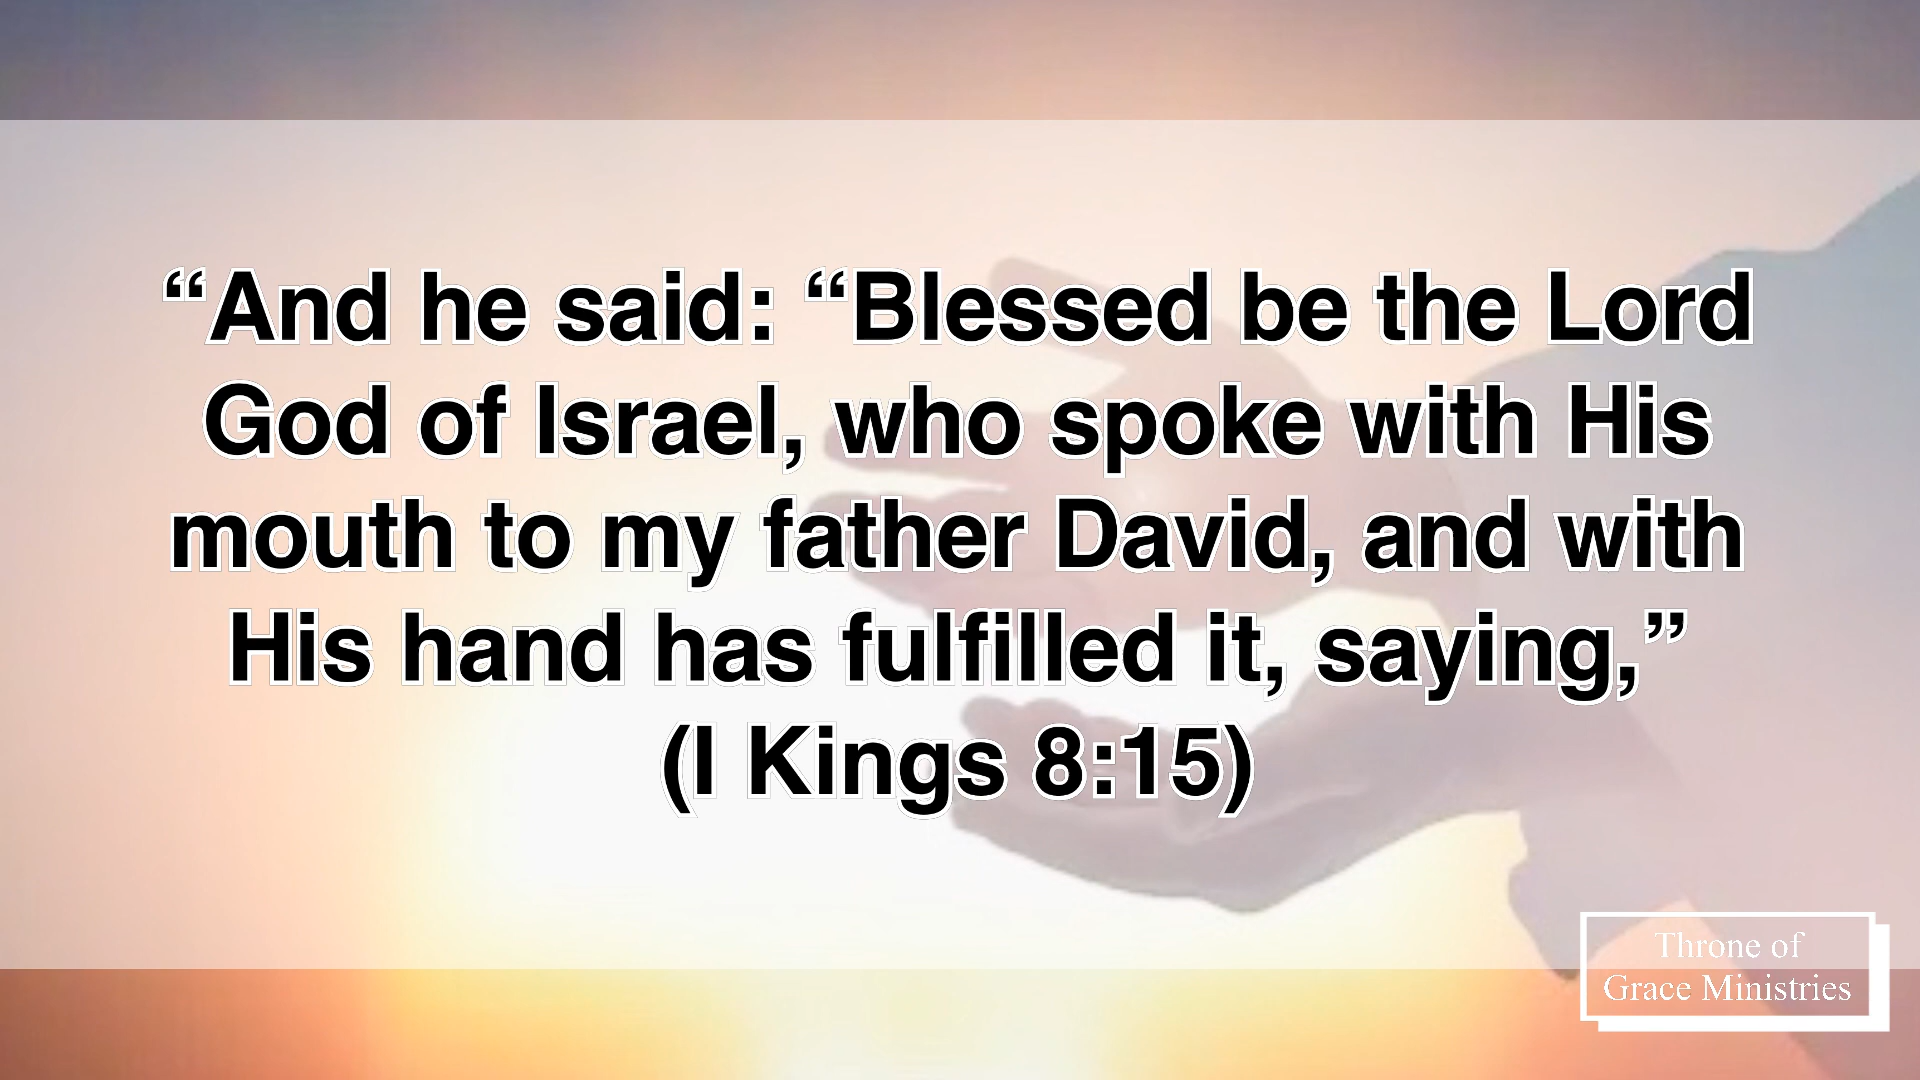 “And he said: “Blessed be the Lord
God of Israel, who spoke with His
mouth to my father David, and with
His hand has fulfilled it, saying,”
(I Kings 8:15)
Throne of
Grace Ministries